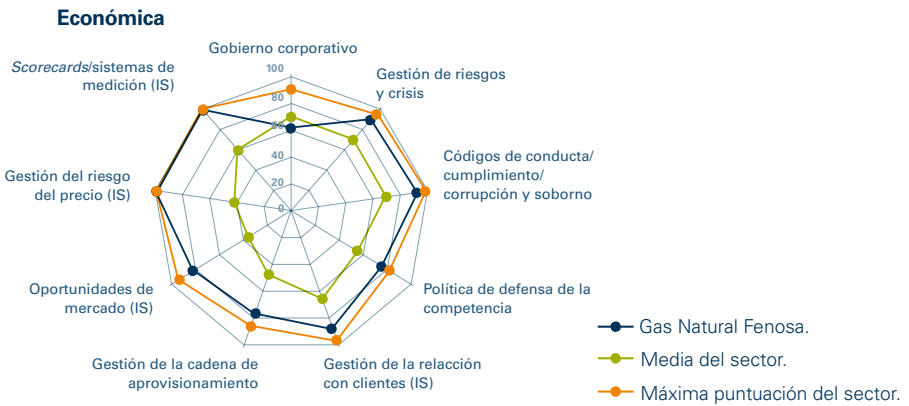 Económica
Gobierno corporativo
Scorecards/sistemas de
medición (IS)
Gestión de riesgos
y crisis
100
80
60
40
20
0
Códigos de conducta/
cumplimiento/
corrupción y soborno
Gestión del riesgo
del precio (IS)
Oportunidades de
mercado (IS)
Política de defensa de la
competencia
Gestión de la cadena de
aprovisionamiento
Gestión de la relacción
con clientes (IS)
Gas Natural Fenosa.
Media del sector.
Máxima puntuación del sector.